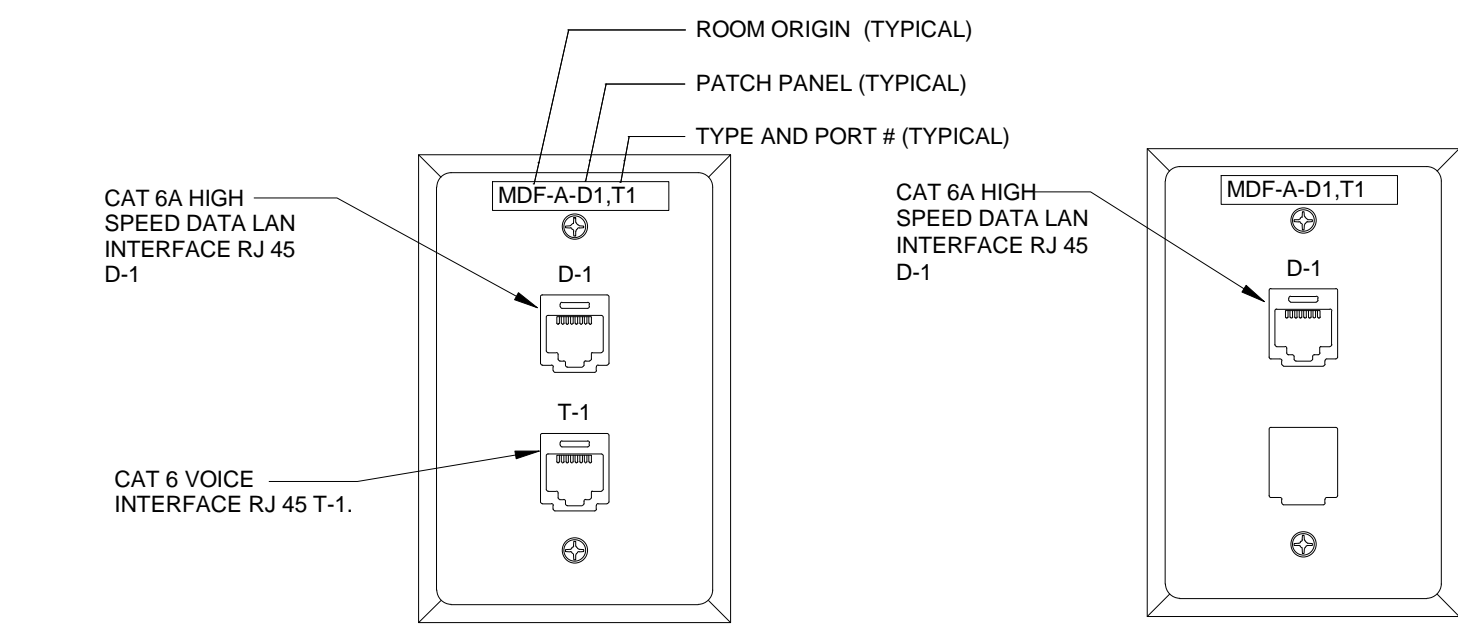 ROOM ORIGIN (TYPICAL)
PATCH PANEL (TYPICAL)
TYPE AND PORT # (TYPICAL)
CAT 6A HIGH
SPEED DATA LAN
INTERFACE RJ 45
D-1
MDF-A-D1,T1
D-1
T-1
CAT 6 VOICE
INTERFACE RJ 45 T-1.
CAT 6A HIGH
SPEED DATA LAN
INTERFACE RJ 45
D-1
MDF-A-D1,T1
D-1